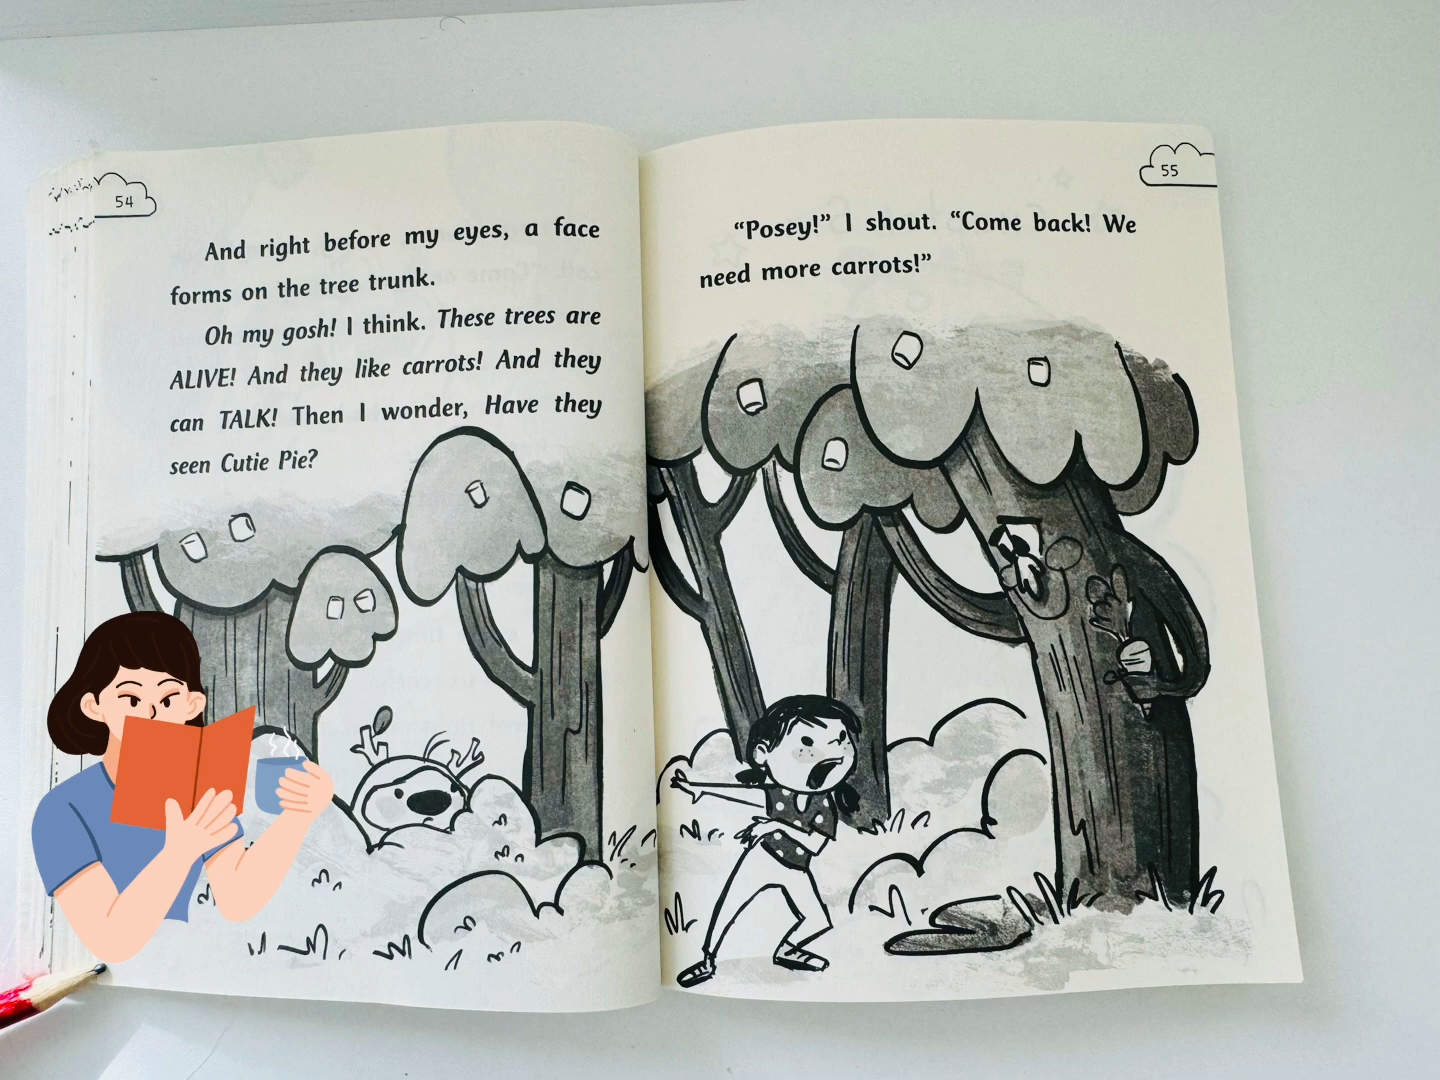 54
And right before my eyes, a face
forms on the tree trunk.
Oh my gosh! I think. These trees are
ALIVE! And they like carrots! And they
can TALK! Then I wonder, Have they
seen Cutie Pie?
55
“Posey!” I shout. “Come back! We
need more carrots!”